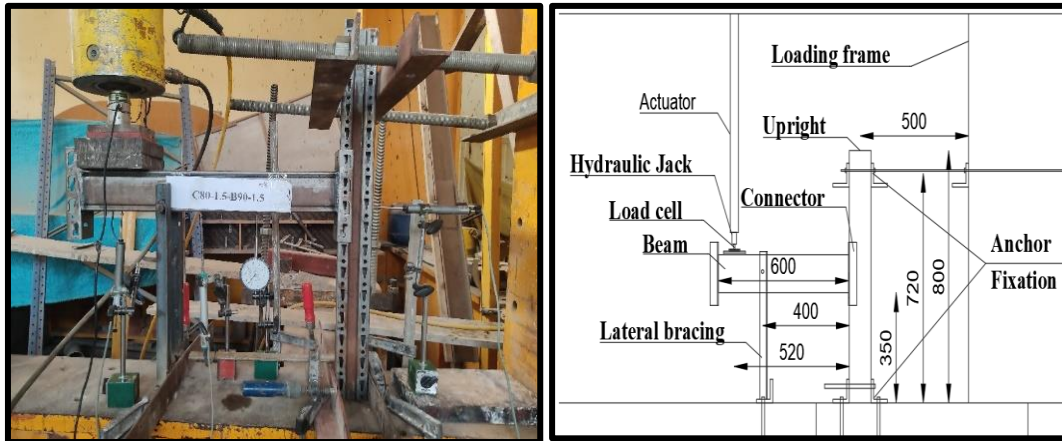 C80-1.5-B90-1.5
Loading frame
Actuator
Upright
500
Hydraulic Jack
Load cell
Connector
Beam
600
Anchor
Fixation
720
800
400
Lateral bracing
350
520